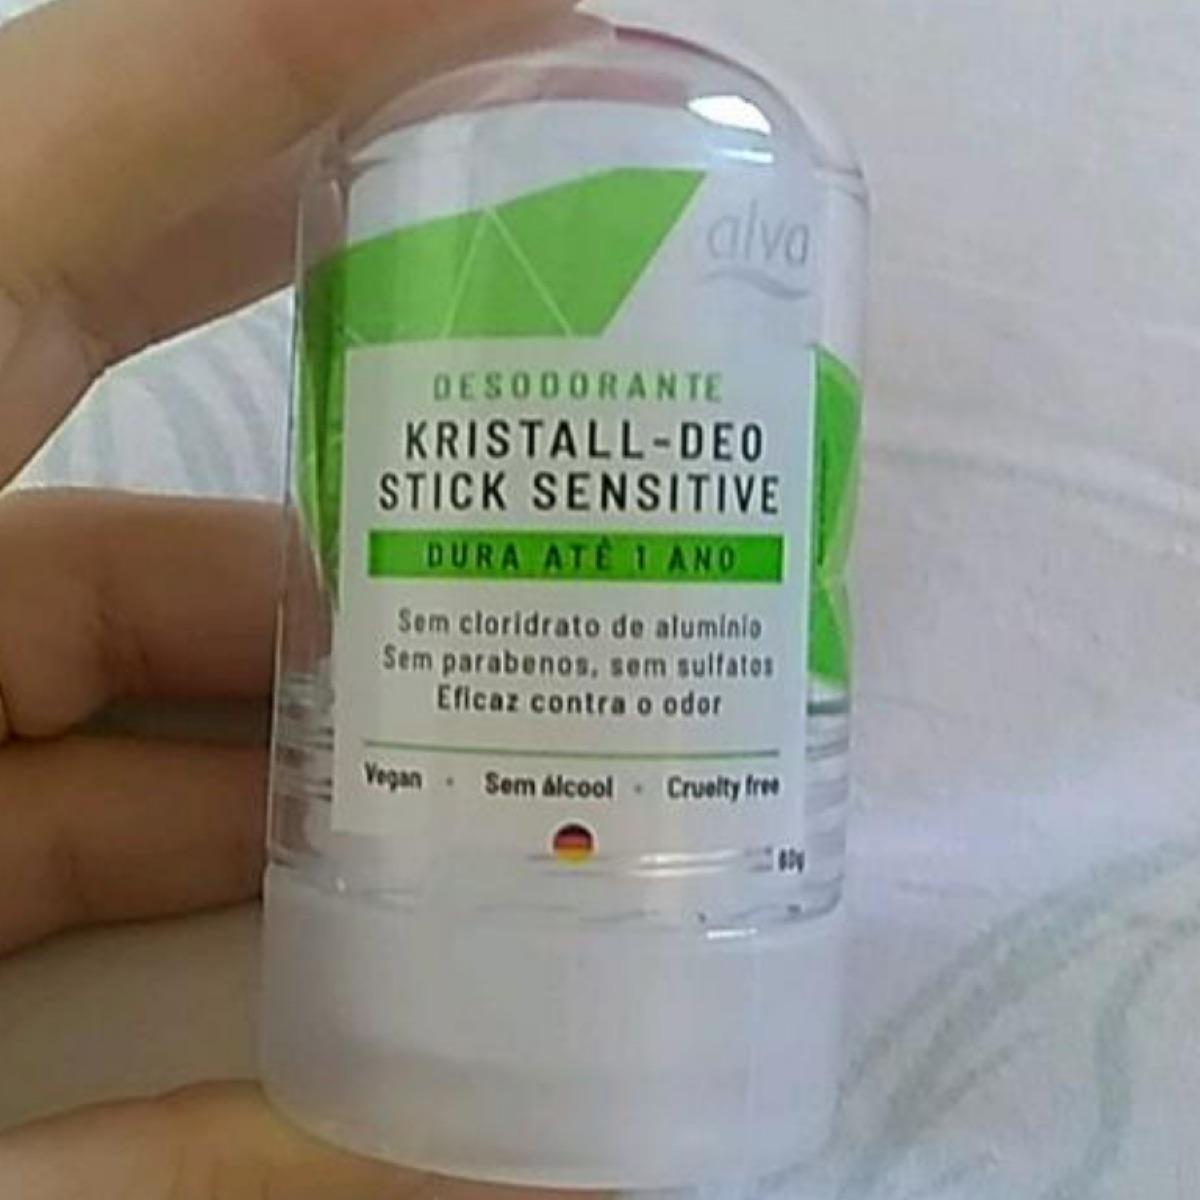 alva
DESODORANTE
KRISTALL-DEO
STICK SENSITIVE
DURA ATÉ 1 ANO
Sem cloridrato de alumínio
Sem parabenos, sem sulfatos
Eficaz contra o odor
Vegan • Sem álcool • Cruelty free
60g